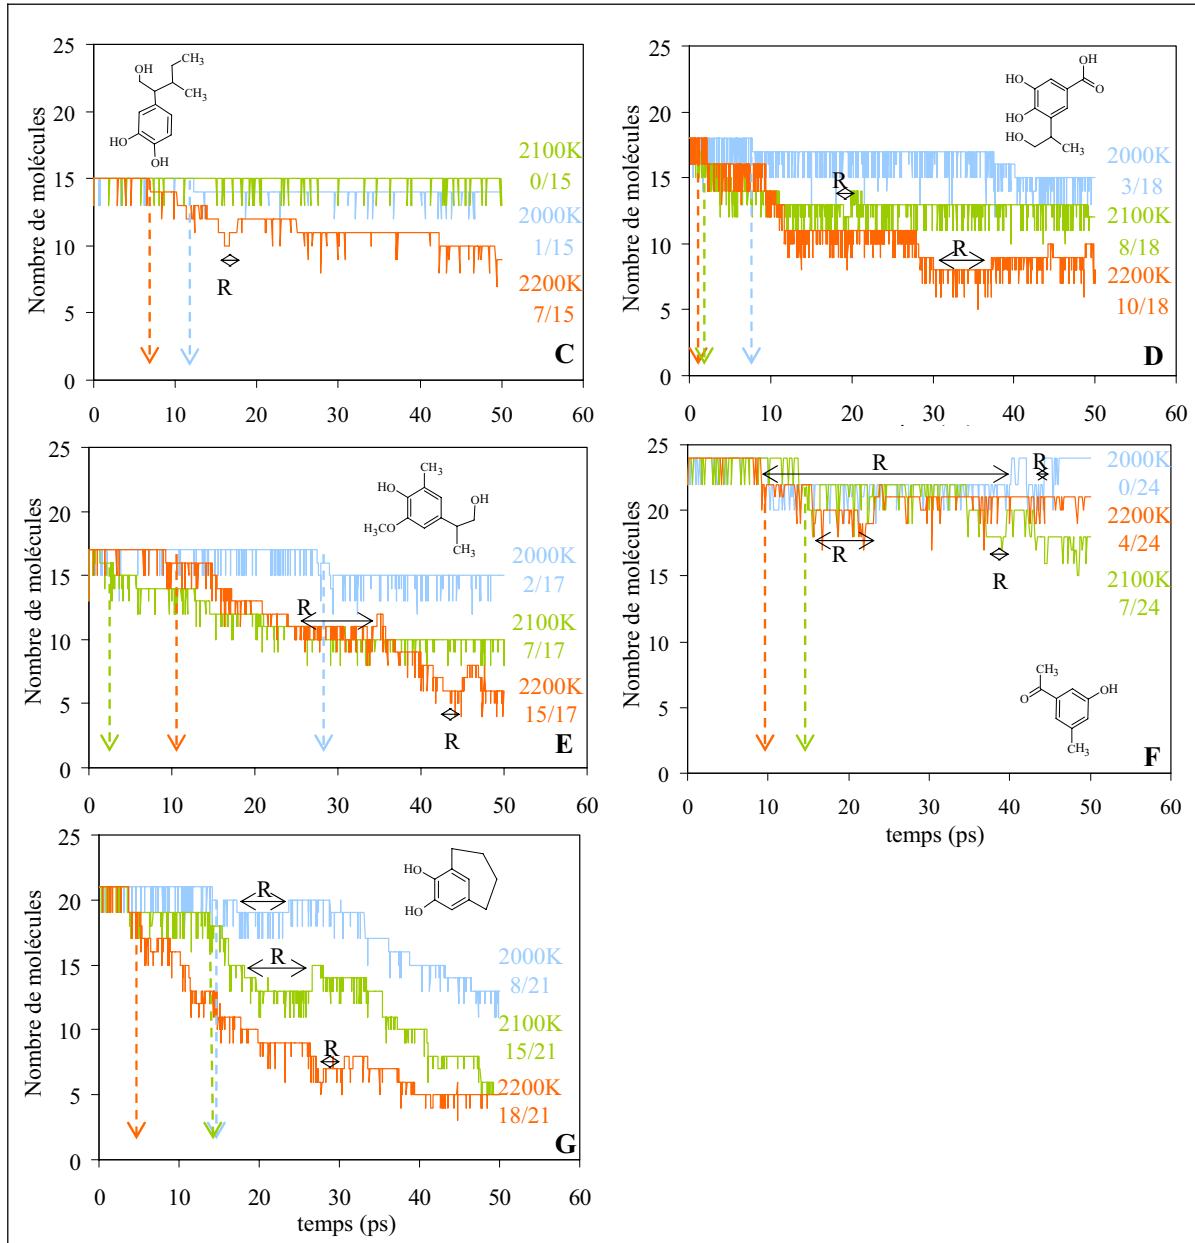 Nombre de molécules
25
20
15
10
5
0
0 10 20 30 40 50 60
CH₃
OH
CH₃
HO
OH
2100K
0/15
2000K
1/15
2200K
7/15
R
C
Nombre de molécules
25
20
15
10
5
0
0 10 20 30 40 50 60
OH
HO
O
HO
HO
CH₃
2000K
3/18
2100K
8/18
2200K
10/18
R
R
D
Nombre de molécules
25
20
15
10
5
0
0 10 20 30 40 50 60
CH₃
HO
OH
H₃CO
CH₃
2000K
2/17
2100K
7/17
2200K
15/17
R
R
E
Nombre de molécules
25
20
15
10
5
0
0 10 20 30 40 50 60
temps (ps)
R
R
R
R
2000K
0/24
2200K
4/24
2100K
7/24
CH₃
O
OH
CH₃
F
Nombre de molécules
25
20
15
10
5
0
0 10 20 30 40 50 60
temps (ps)
HO
HO
R
R
R
2000K
8/21
2100K
15/21
2200K
18/21
G